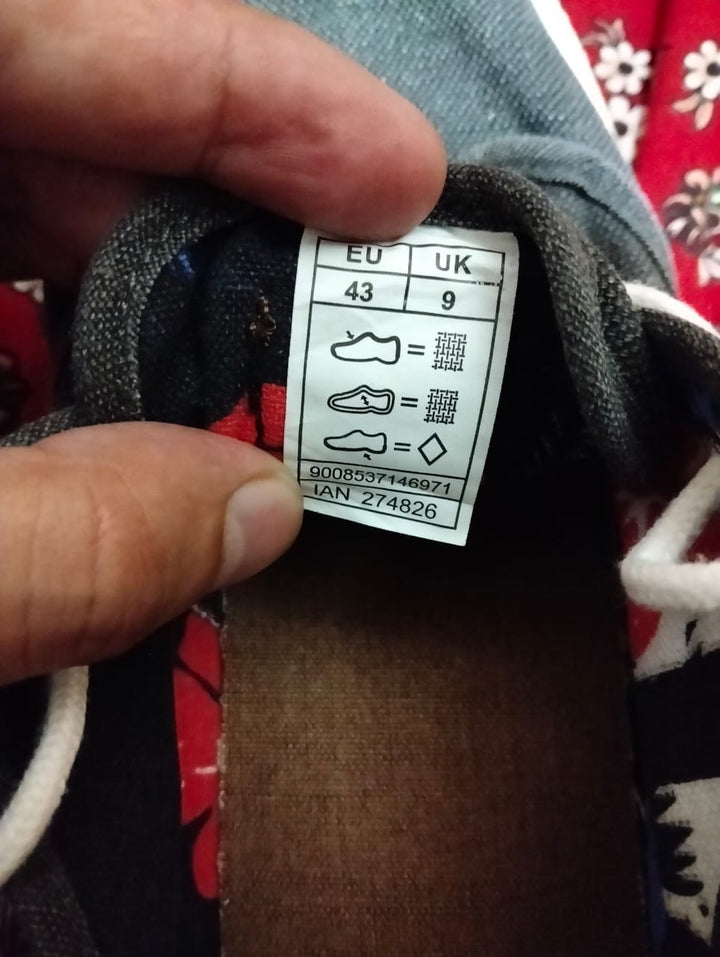 EU UK
43 9
=
=
=
9008537146971
IAN 274826